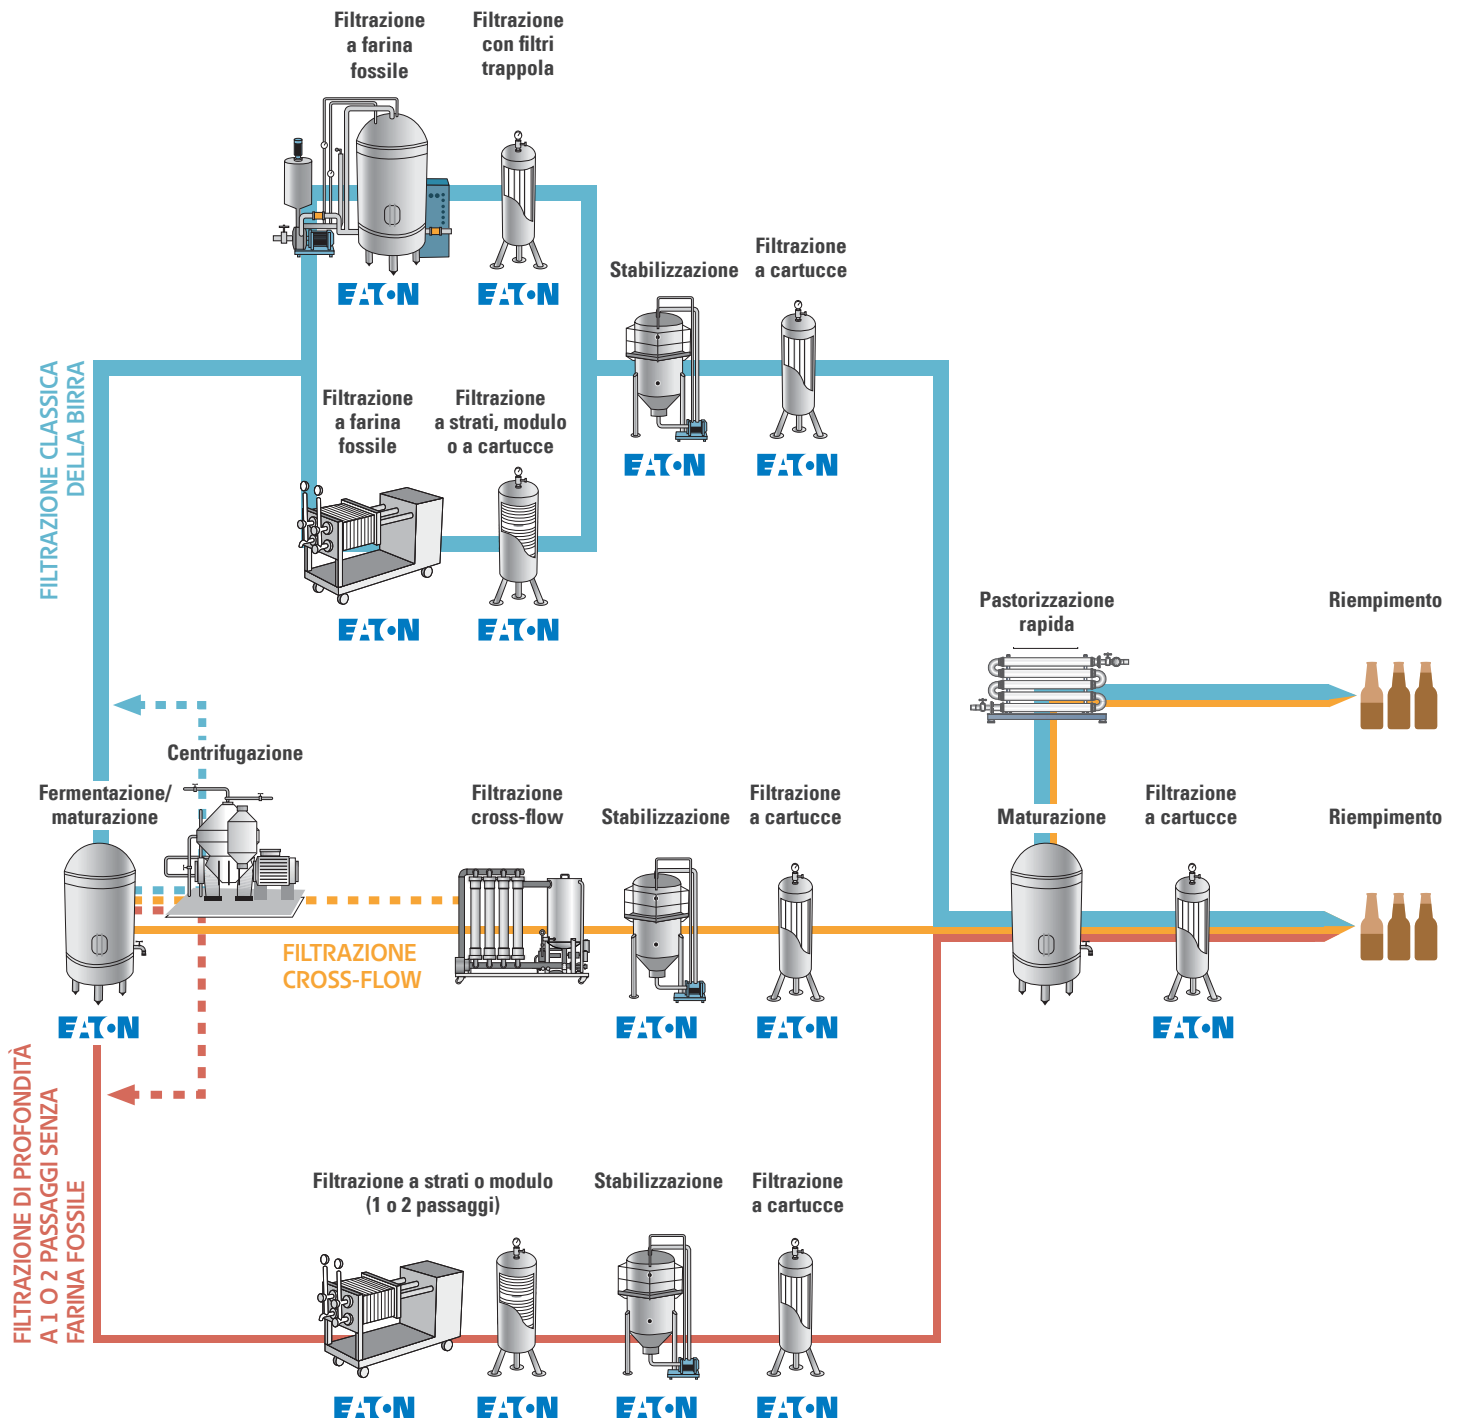 Filtrazione
a farina
fossile
Filtrazione
con filtri
trappola
EATON
EATON
Stabilizzazione
Filtrazione
a cartucce
EATON
EATON
FILTRAZIONE CLASSICA
DELLA BIRRA
Filtrazione
a farina
fossile
Filtrazione
a strati, modulo
o a cartucce
EATON
EATON
Pastorizzazione
rapida
Riempimento
Centrifugazione
Fermentazione/
maturazione
EATON
FILTRAZIONE
CROSS-FLOW
Filtrazione
cross-flow
Stabilizzazione
EATON
Filtrazione
a cartucce
EATON
Maturazione
Filtrazione
a cartucce
EATON
Riempimento
FILTRAZIONE DI PROFONDITÀ
A 1 O 2 PASSAGGI SENZA
FARINA FOSSILE
Filtrazione a strati o modulo
(1 o 2 passaggi)
EATON
EATON
Stabilizzazione
EATON
Filtrazione
a cartucce
EATON